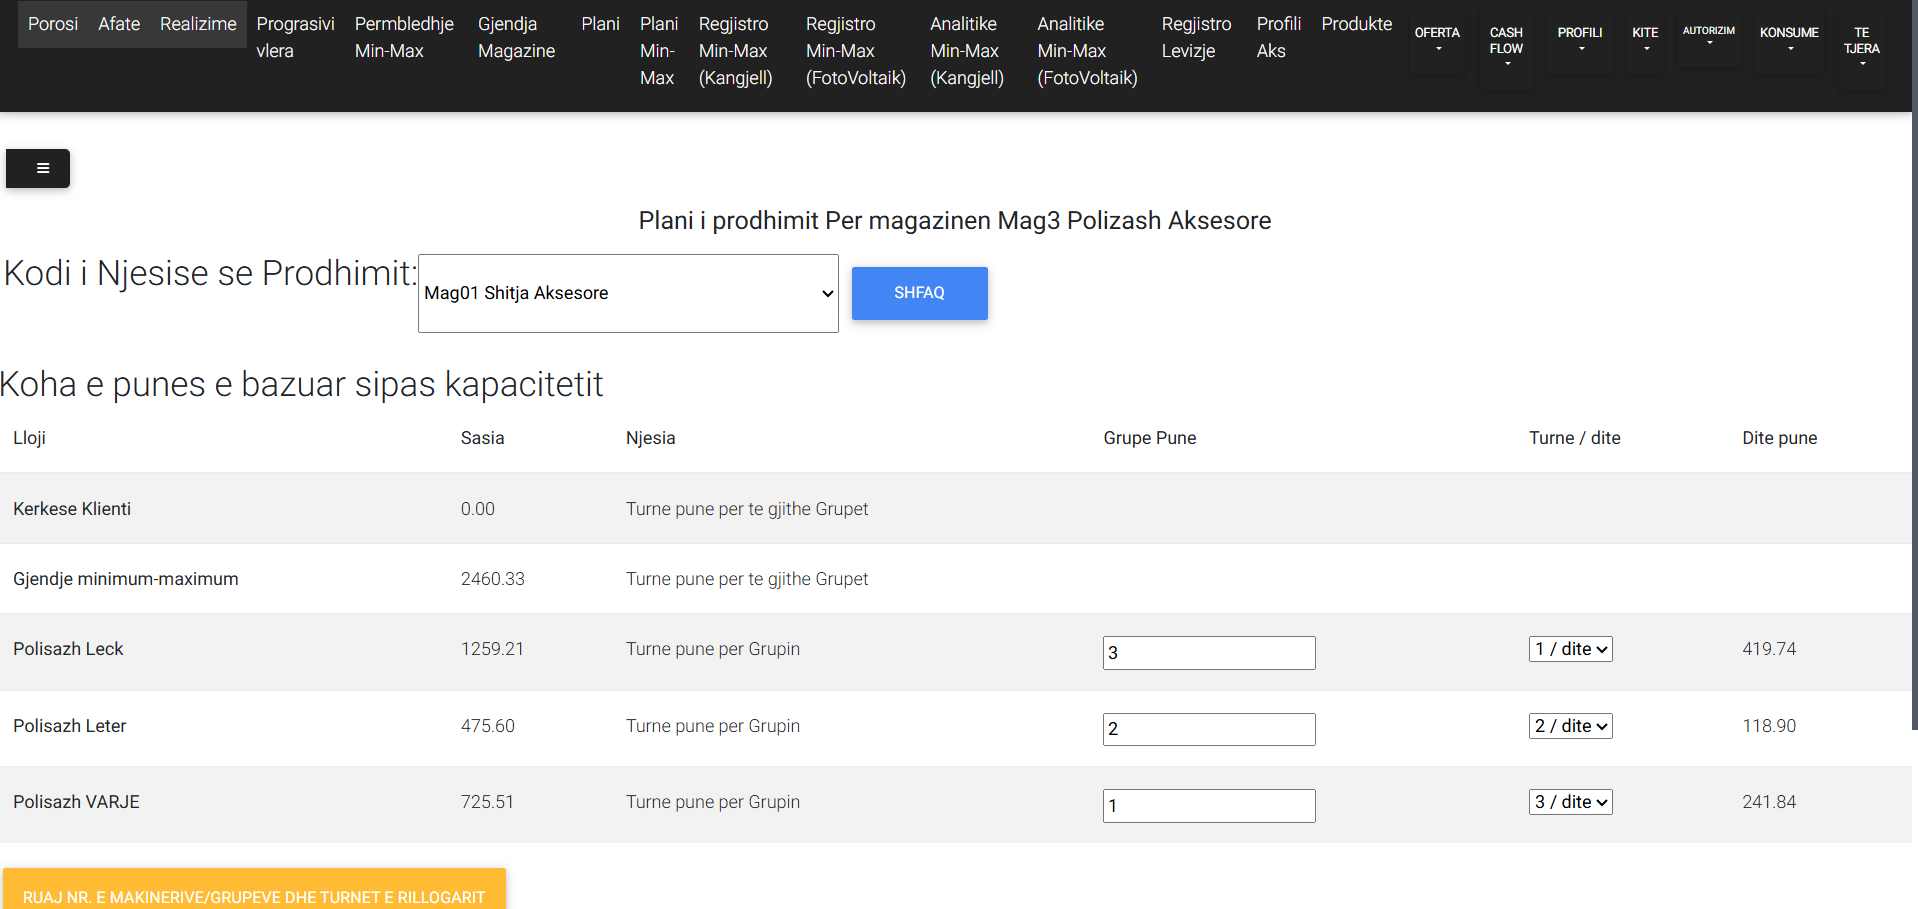 Porosi Afate Realizime Prograsivi vlera Permbledhje Min-Max Gjendja Magazine Plani Plani Min-Max Regjistro Min-Max (Kangjell) Regjistro Min-Max (FotoVoltaik) Analitike Min-Max (Kangjell) Analitike Min-Max (FotoVoltaik) Regjistro Levizje Profili Aks Produkte OFERTA CASH FLOW PROFILI KITE AUTORIZIM KONSUME TE TJERA
Plani i prodhimit Per magazinen Mag3 Polizash Aksesore
Kodi i Njesise se Prodhimit: Mag01 Shitja Aksesore SHFAQ
Koha e punes e bazuar sipas kapacitetit
Lloji Sasia Njesia Grupe Pune Turne / dite Dite pune
Kerkese Klienti 0.00 Turne pune per te gjithe Grupet
Gjendje minimum-maximum 2460.33 Turne pune per te gjithe Grupet
Polisazh Leck 1259.21 Turne pune per Grupin 3 1 / dite 419.74
Polisazh Leter 475.60 Turne pune per Grupin 2 2 / dite 118.90
Polisazh VARJE 725.51 Turne pune per Grupin 1 3 / dite 241.84
RUAJ NR. E MAKINERIVE/GRUPEVE DHE TURNET E RILLOGARIT